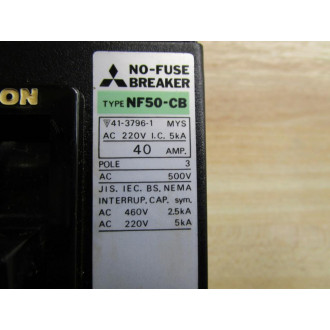 NO-FUSE
BREAKER
TYPE NF50-CB
▽41-3796-1 MYS
AC 220V I.C. 5kA
40 AMP.
POLE 3
AC 500V
JIS, IEC, BS, NEMA
INTERRUP, CAP, sym,
AC 460V 2.5kA
AC 220V 5kA
ON